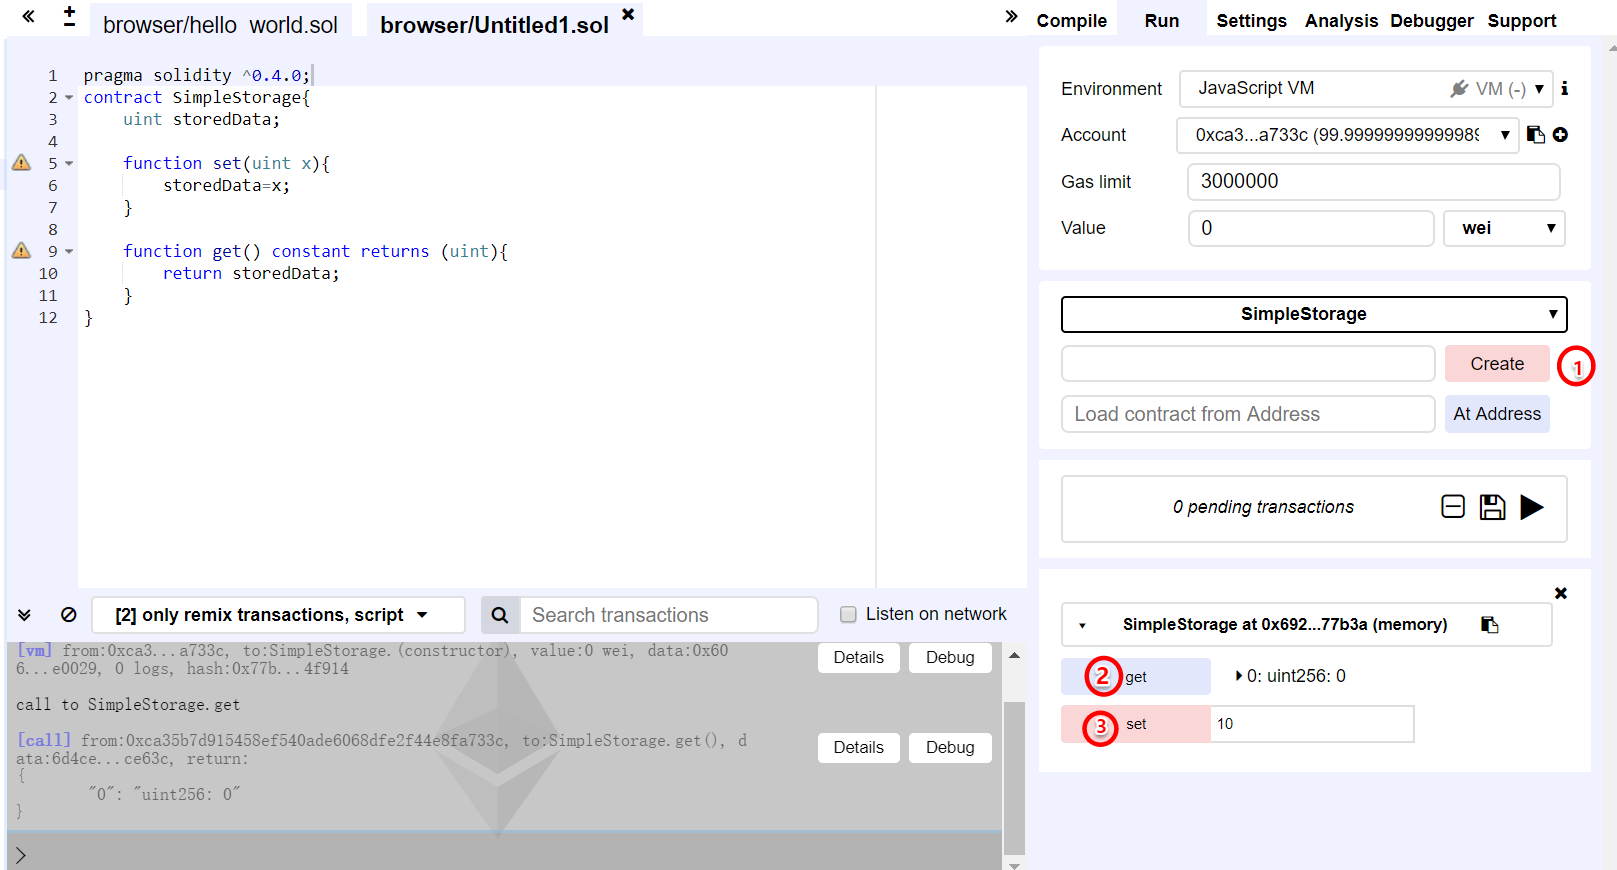 browser/hello_world.sol
browser/Untitled1.sol
Compile Run Settings Analysis Debugger Support
1 pragma solidity ^0.4.0;
2 contract SimpleStorage{
3 uint storedData;
4
5 function set(uint x){
6 storedData=x;
7 }
8
9 function get() constant returns (uint){
10 return storedData;
11 }
12 }
Environment JavaScript VM VM (-)
Account 0xca3...a733c (99.9999999999998
Gas limit 3000000
Value 0 wei
SimpleStorage
Create 1
Load contract from Address At Address
0 pending transactions
SimpleStorage at 0x692...77b3a (memory)
2 get 0: uint256: 0
3 set 10
[2] only remix transactions, script Search transactions Listen on network
[vm] from:0xca3...a733c, to:SimpleStorage.(constructor), value:0 wei, data:0x60
6...e0029, 0 logs, hash:0x77b...4f914
Details Debug
call to SimpleStorage.get
[call] from:0xca35b7d915458ef540ade6068dfe2f44e8fa733c, to:SimpleStorage.get(), d
ata:6d4ce...ce63c, return:
Details Debug
{
"0": "uint256: 0"
}
>